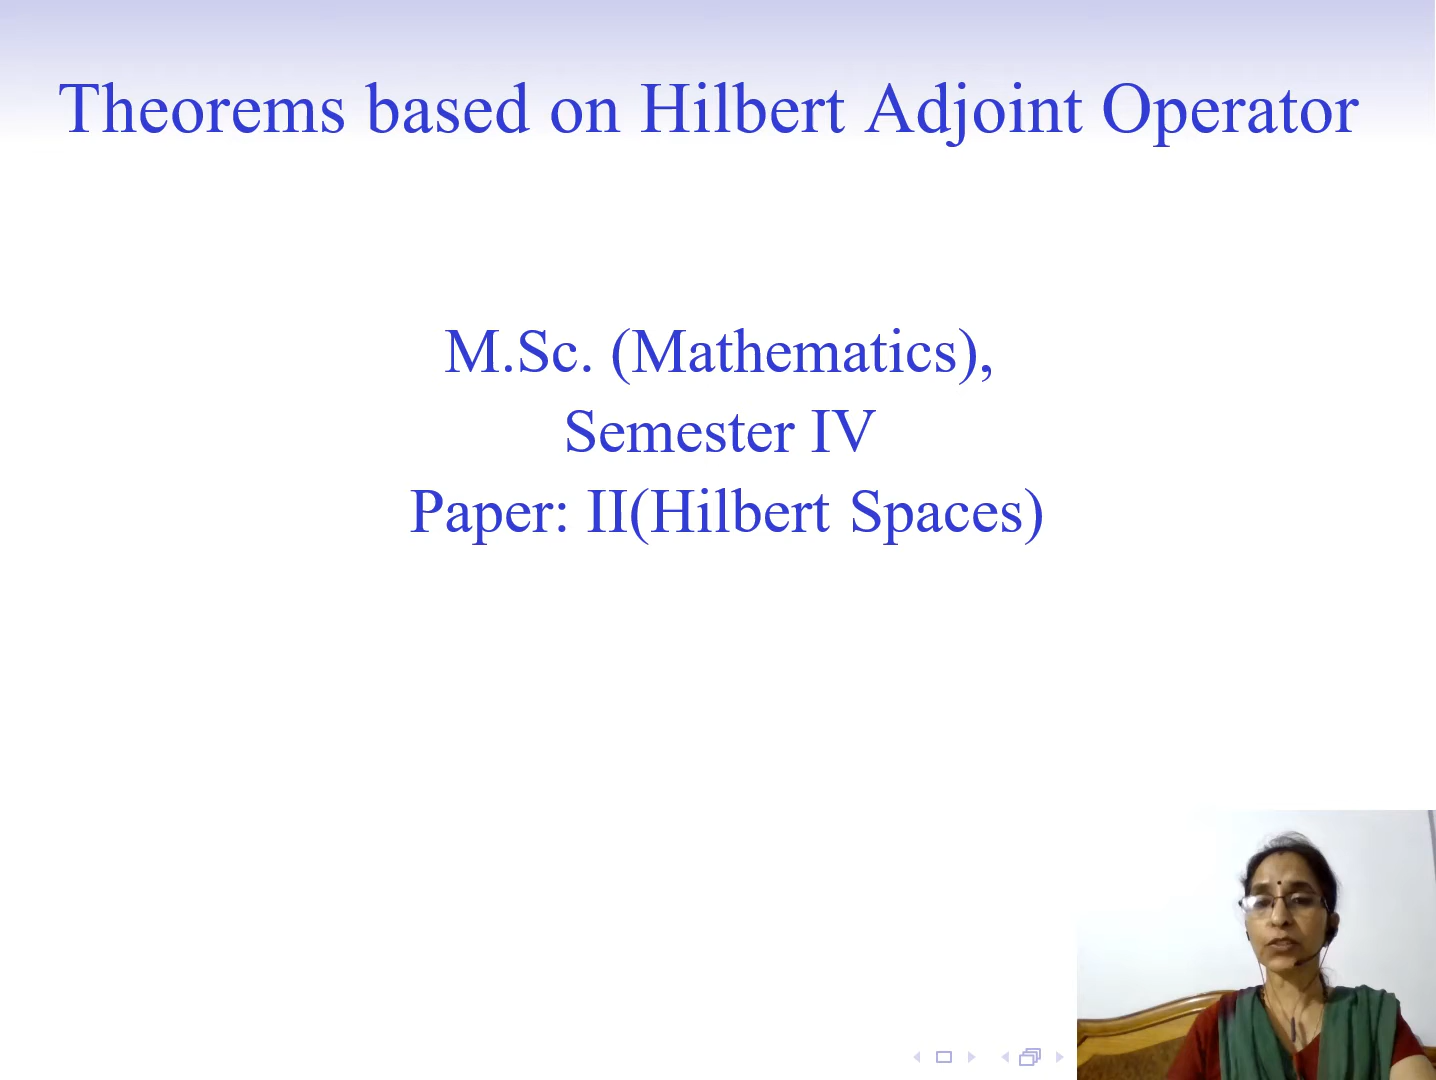 Theorems based on Hilbert Adjoint Operator
M.Sc. (Mathematics),
Semester IV
Paper: II(Hilbert Spaces)